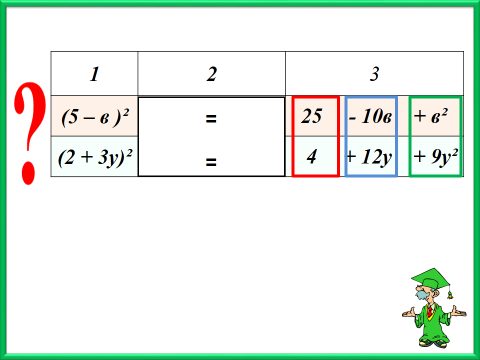 1 2 3
? (5 – в )² = 25 - 10в + в²
(2 + 3у)² = 4 + 12у + 9у²